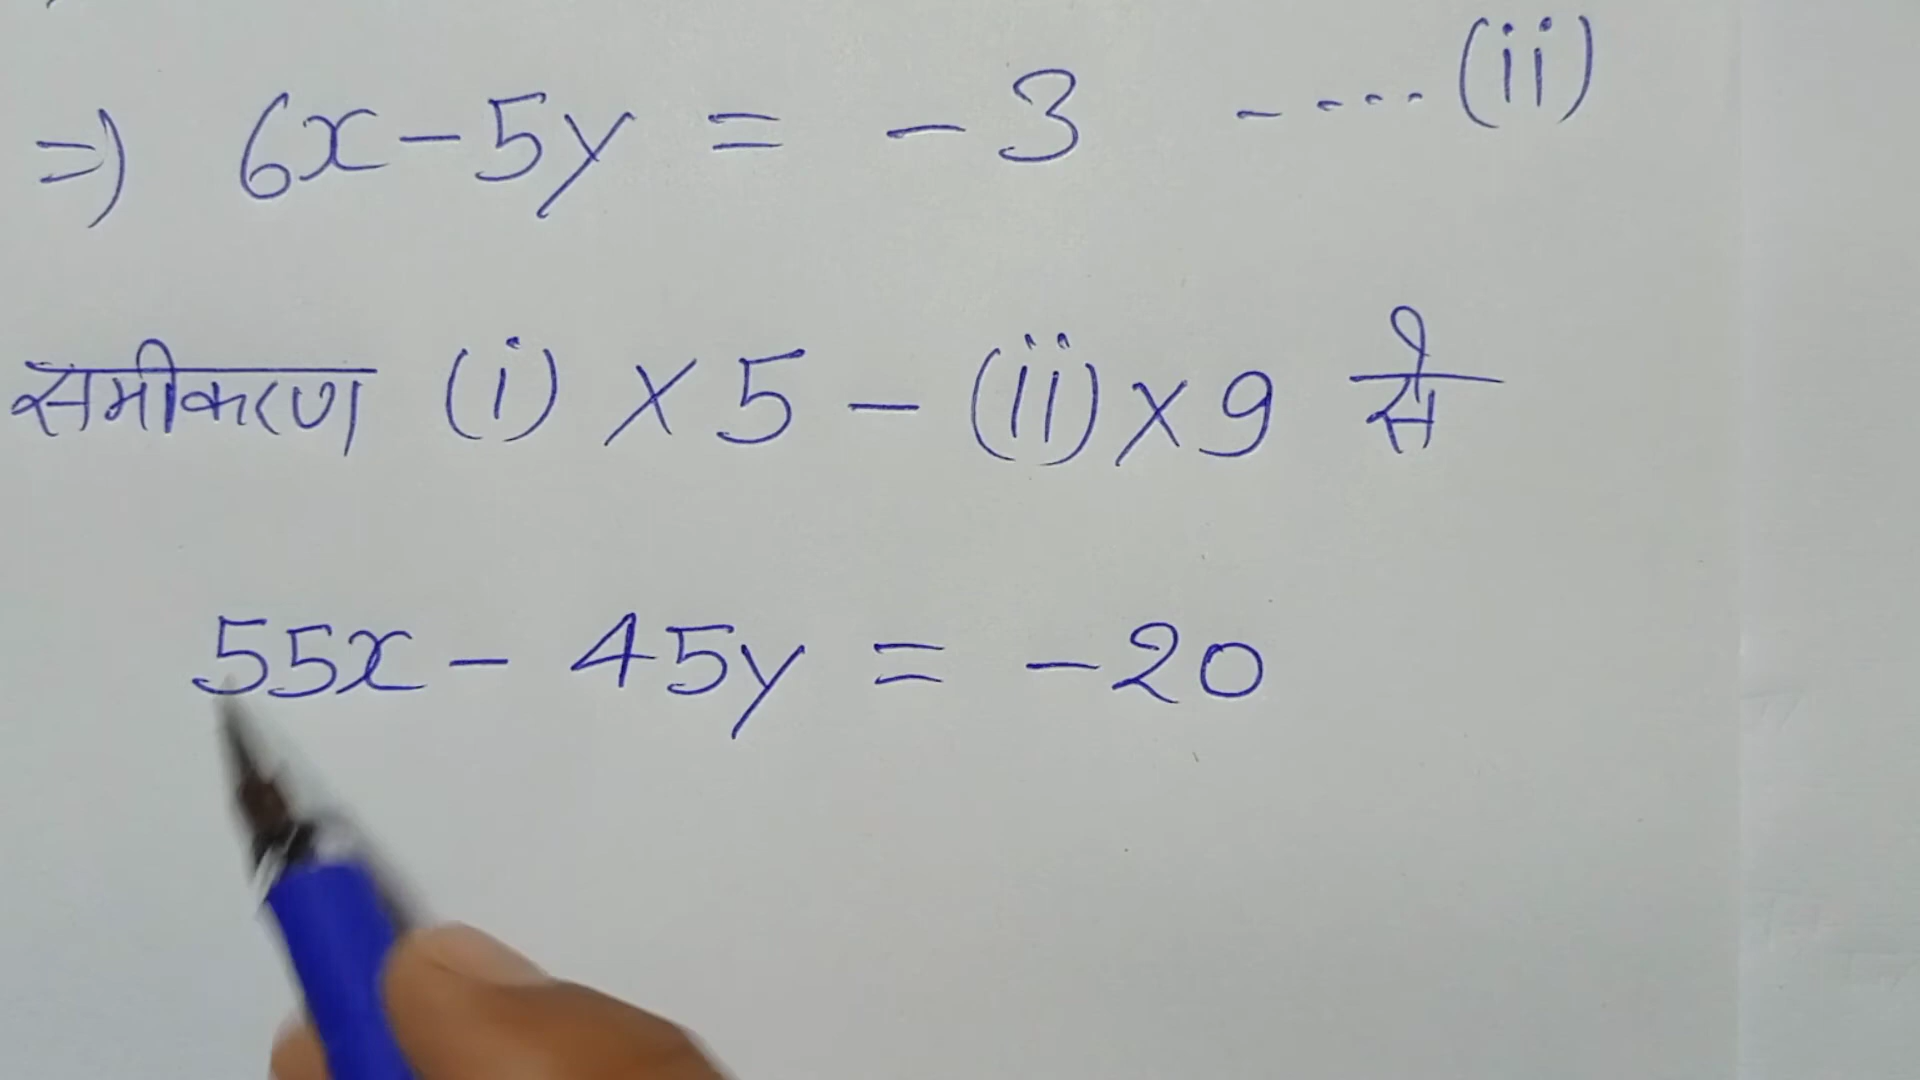 =) 6x - 5y = - 3 - .... (ii)
समीकरण (i) × 5 - (ii) × 9 से
55x - 45y = -20